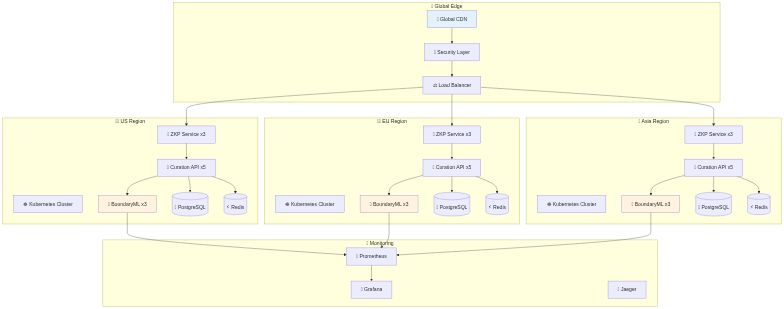 Global Edge
Global CDN
Security Layer
Load Balancer
US Region
ZKP Service x3
Curation API x5
Kubernetes Cluster
BoundaryML x3
PostgreSQL
Redis
EU Region
ZKP Service x3
Curation API x5
Kubernetes Cluster
BoundaryML x3
PostgreSQL
Redis
Asia Region
ZKP Service x3
Curation API x5
Kubernetes Cluster
BoundaryML x3
PostgreSQL
Redis
Monitoring
Prometheus
Grafana
Jaeger